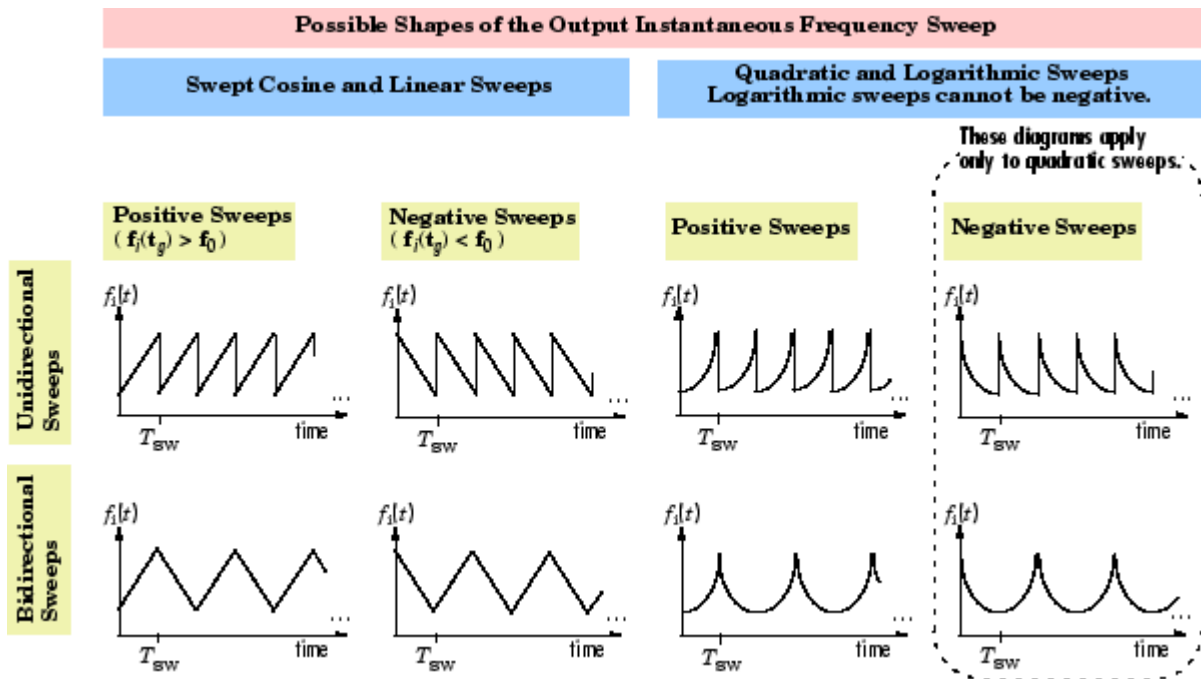 Possible Shapes of the Output Instantaneous Frequency Sweep
Swept Cosine and Linear Sweeps
Quadratic and Logarithmic Sweeps
Logarithmic sweeps cannot be negative.
These diagrams apply
only to quadratic sweeps.
Positive Sweeps
( fi(tg) > f0 )
Negative Sweeps
( fi(tg) < f0 )
Positive Sweeps
Negative Sweeps
Unidirectional
Sweeps
fi(t)
...
Tsw
time
fi(t)
...
Tsw
time
fi(t)
...
Tsw
time
fi(t)
...
Tsw
time
Bidirectional
Sweeps
fi(t)
...
Tsw
time
fi(t)
...
Tsw
time
fi(t)
...
Tsw
time
fi(t)
...
Tsw
time